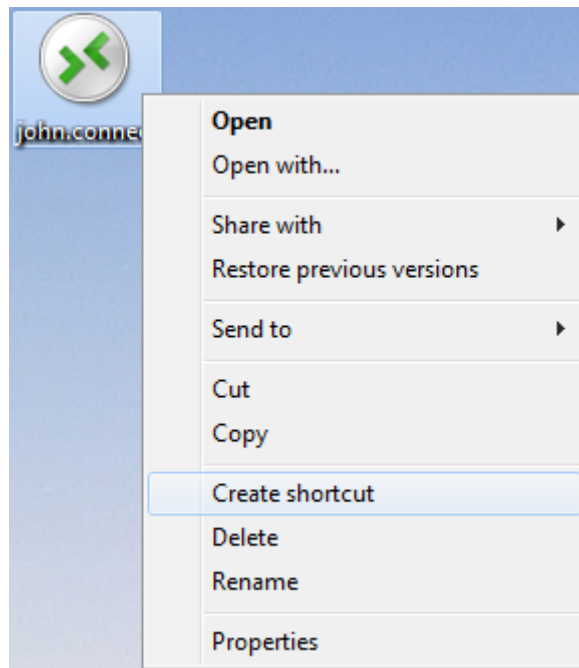 john.connec
Open
Open with...
Share with
Restore previous versions
Send to
Cut
Copy
Create shortcut
Delete
Rename
Properties